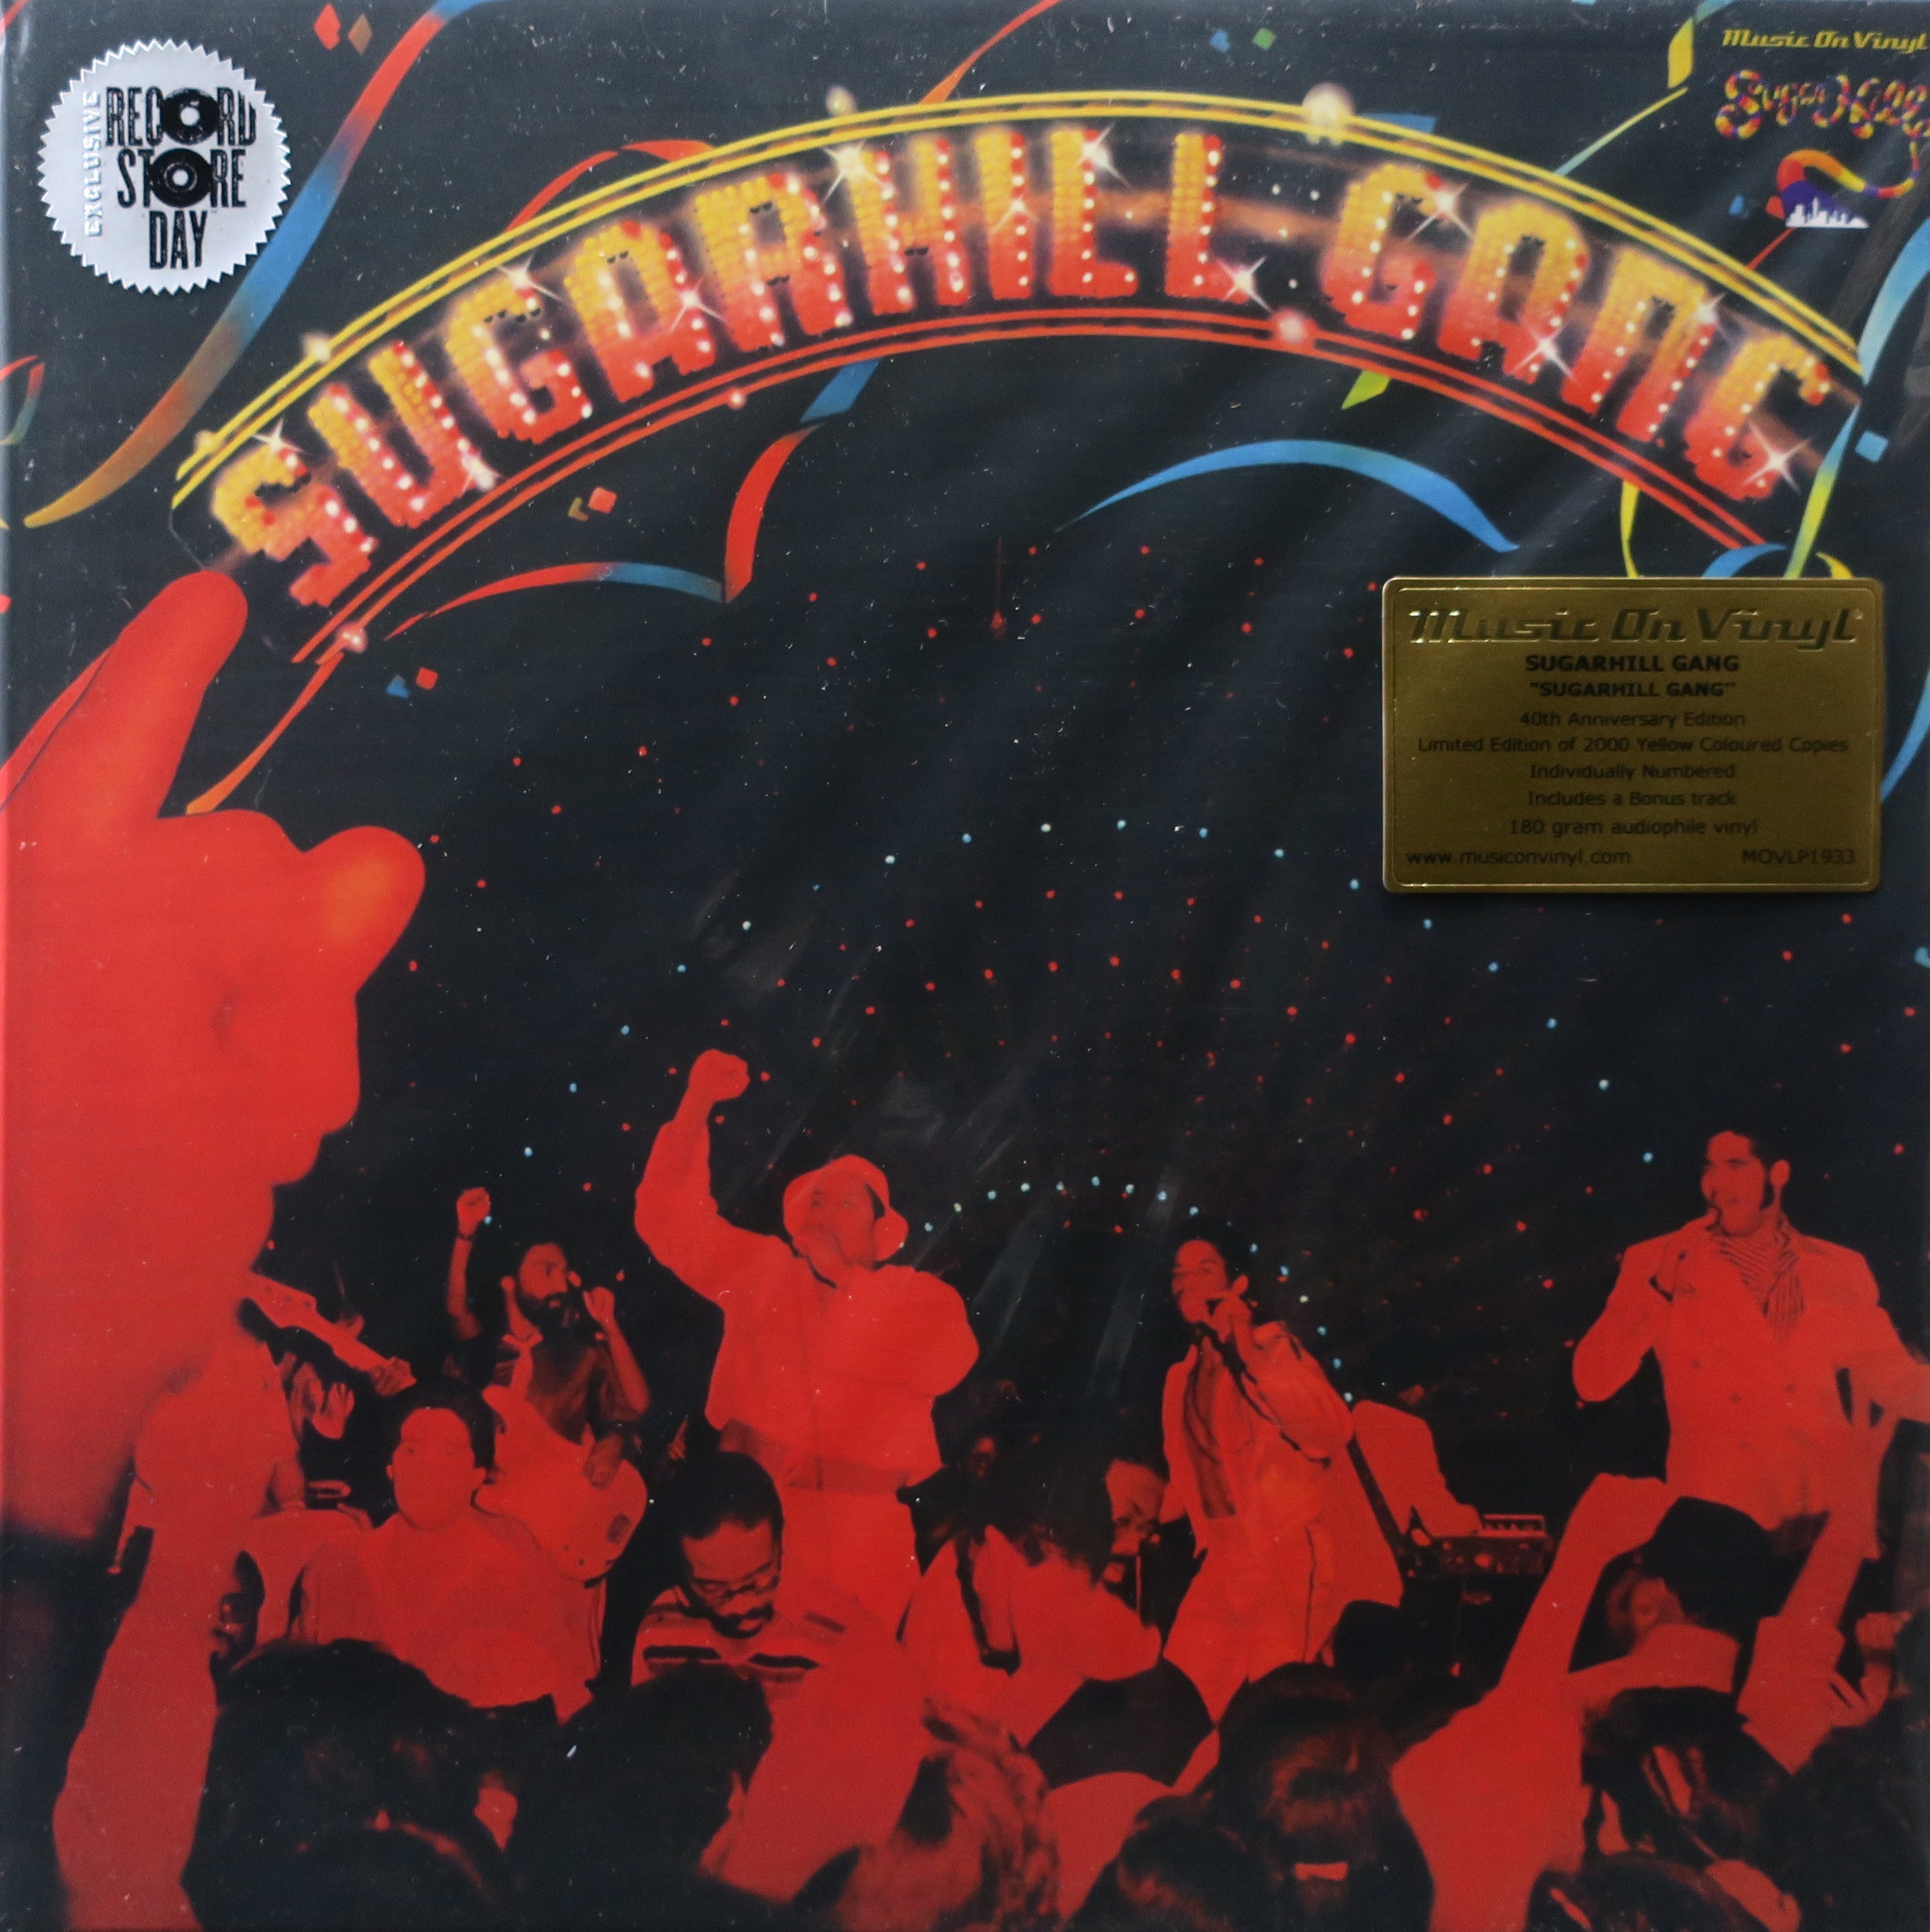 EXCLUSIVE
RECORD
STORE
DAY
Music On Vinyl
Sugar Hill
SUGARHILL GANG
Music On Vinyl
SUGARHILL GANG
"SUGARHILL GANG"
40th Anniversary Edition
Limited Edition of 2000 Yellow Coloured Copies
Individually Numbered
Includes a Bonus track
180 gram audiophile vinyl
www.musiconvinyl.com MOVLP1933